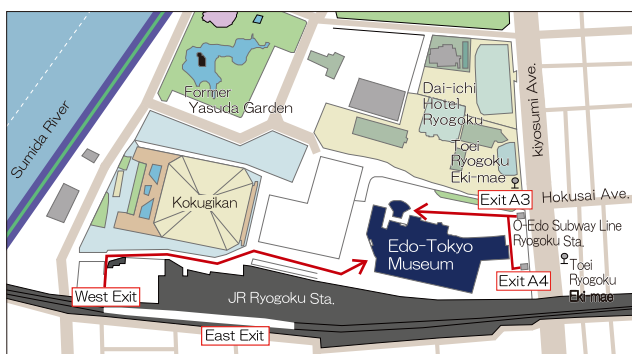 Former
Yasuda Garden
Dai-ichi
Hotel
Ryogoku
Toei
Ryogoku
Eki-mae
kiyosumi Ave.
Sumida River
Kokugikan
Exit A3
Hokusai Ave.
O-Edo Subway Line
Ryogoku Sta.
Edo-Tokyo
Museum
Toei
Ryogoku
Eki-mae
Exit A4
West Exit
JR Ryogoku Sta.
East Exit